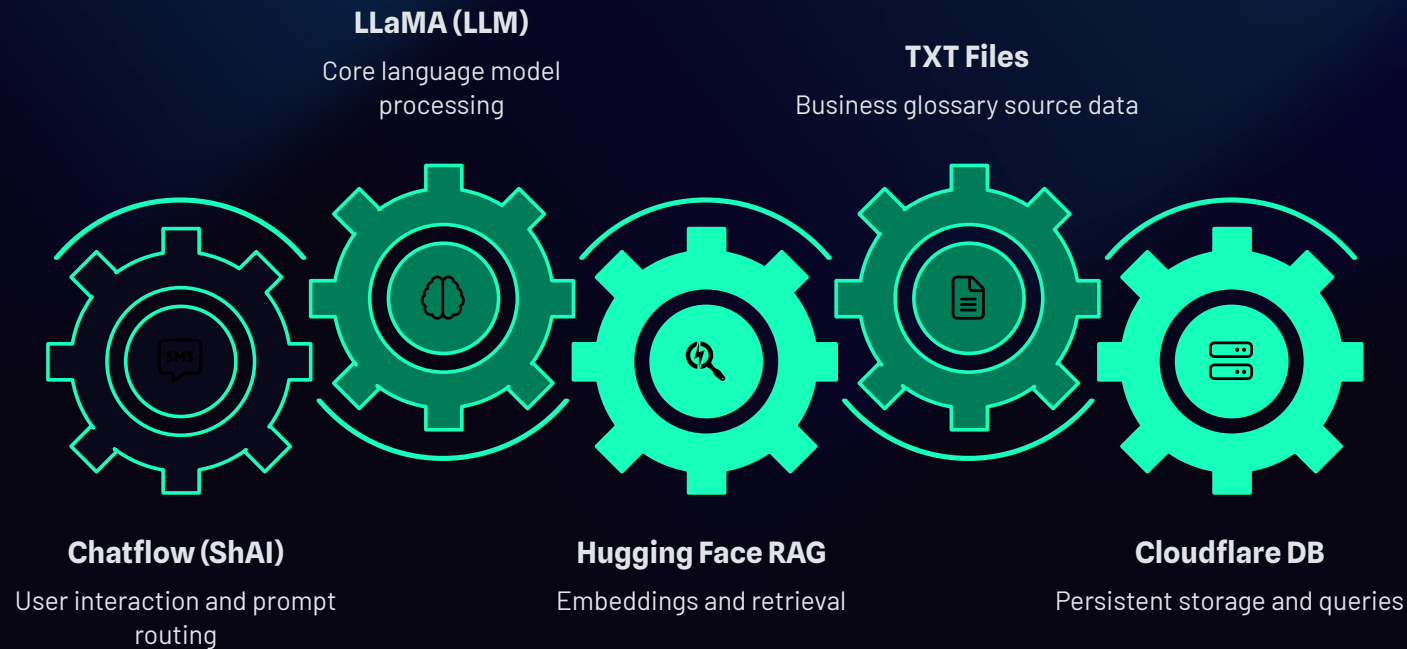 LLaMA (LLM)
Core language model
processing
TXT Files
Business glossary source data
SMS
Chatflow (ShAI)
User interaction and prompt
routing
Hugging Face RAG
Embeddings and retrieval
Cloudflare DB
Persistent storage and queries